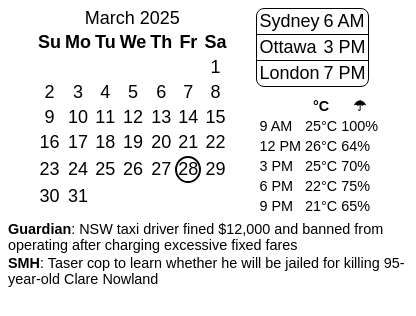 March 2025
Su Mo Tu We Th Fr Sa
1
2 3 4 5 6 7 8
9 10 11 12 13 14 15
16 17 18 19 20 21 22
23 24 25 26 27 28 29
30 31
Sydney 6 AM
Ottawa 3 PM
London 7 PM
°C ☂
9 AM 25°C 100%
12 PM 26°C 64%
3 PM 25°C 70%
6 PM 22°C 75%
9 PM 21°C 65%
Guardian: NSW taxi driver fined $12,000 and banned from
operating after charging excessive fixed fares
SMH: Taser cop to learn whether he will be jailed for killing 95-
year-old Clare Nowland